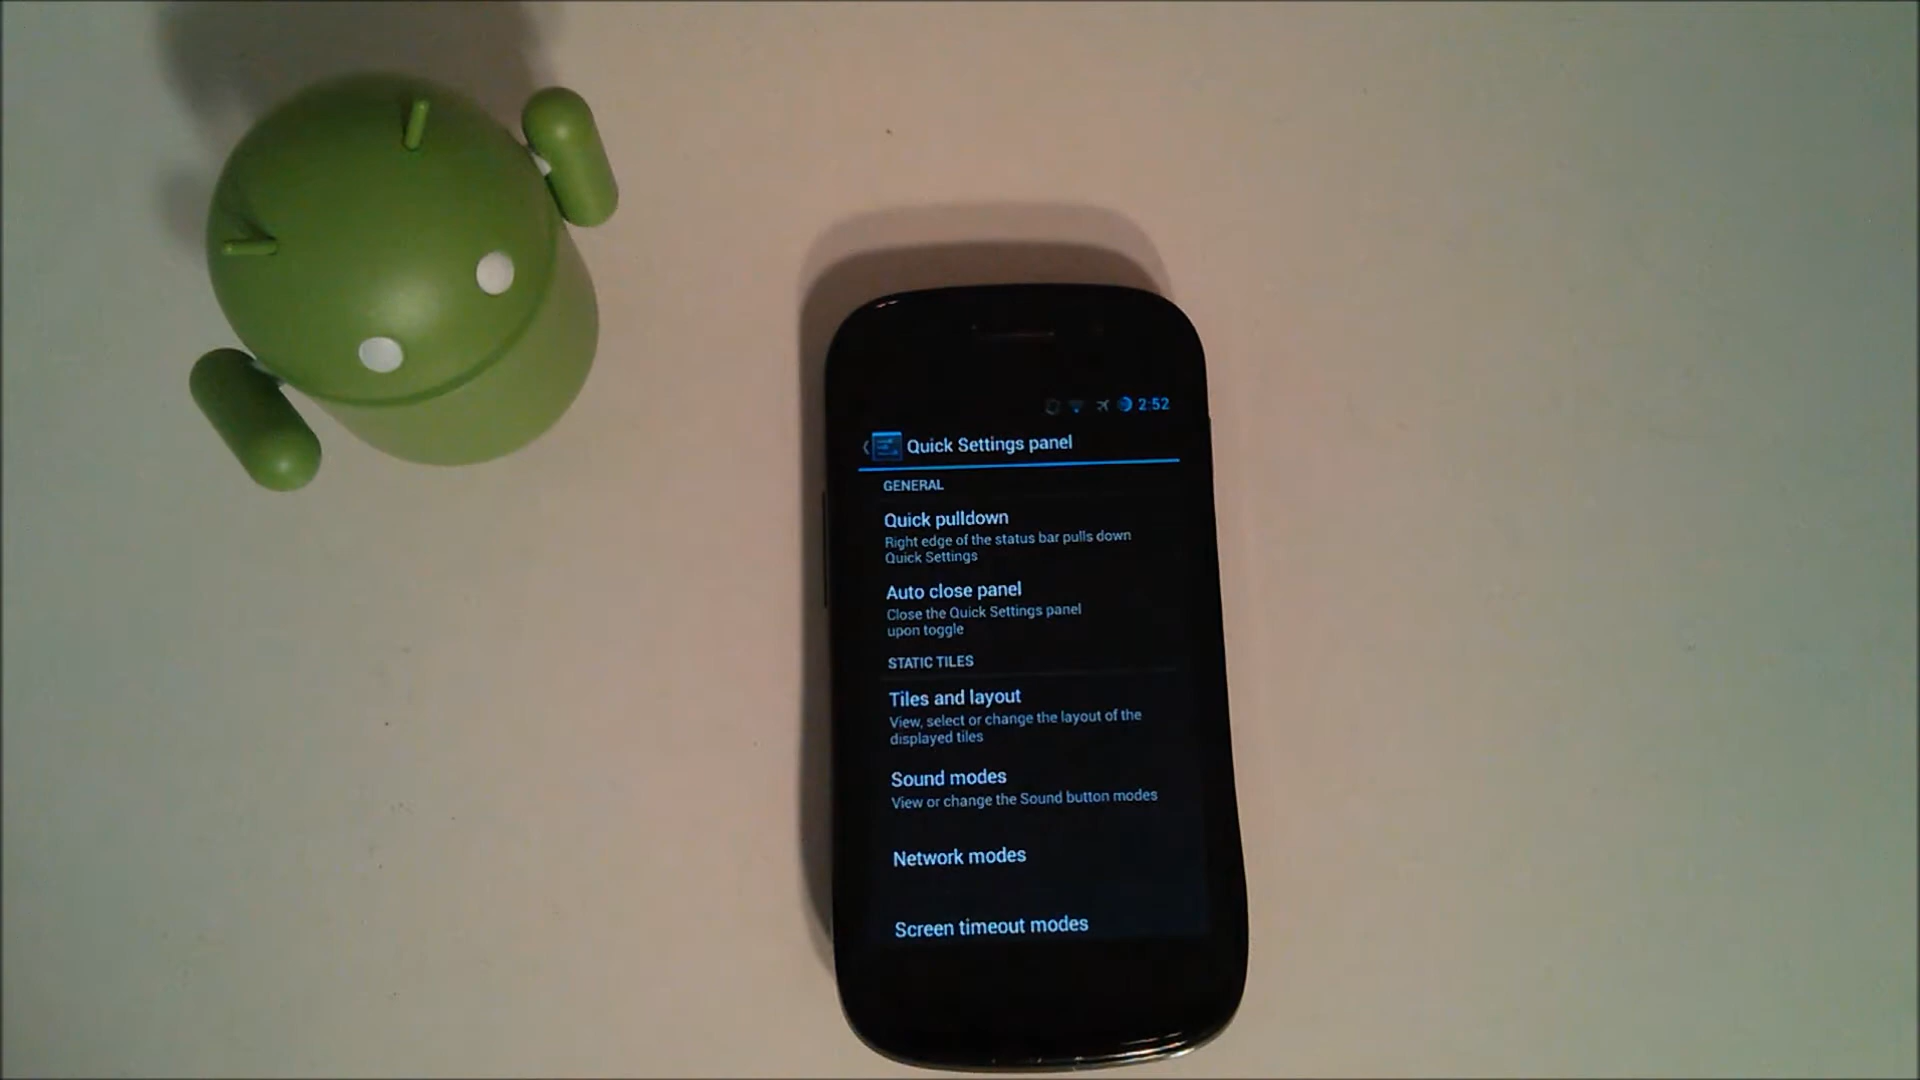 2:52
Quick Settings panel
GENERAL
Quick pulldown
Right edge of the status bar pulls down
Quick Settings
Auto close panel
Close the Quick Settings panel
upon toggle
STATIC TILES
Tiles and layout
View, select or change the layout of the
displayed tiles
Sound modes
View or change the Sound button modes
Network modes
Screen timeout modes